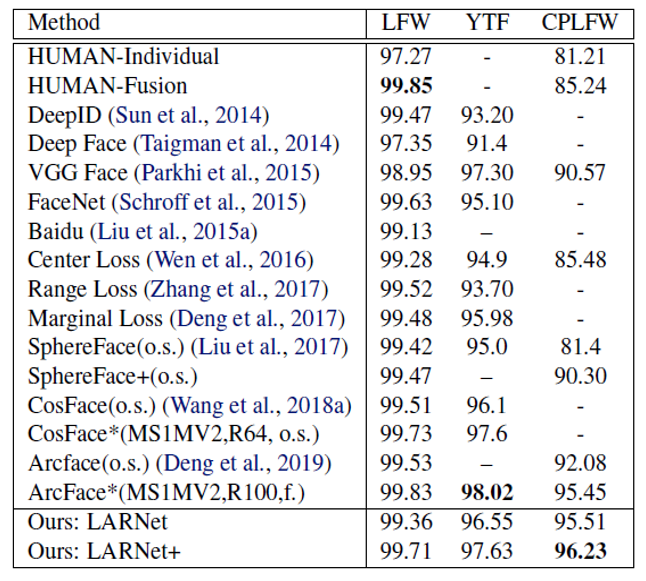 Method LFW YTF CPLFW
HUMAN-Individual 97.27 - 81.21
HUMAN-Fusion 99.85 - 85.24
DeepID (Sun et al., 2014) 99.47 93.20 -
Deep Face (Taigman et al., 2014) 97.35 91.4 -
VGG Face (Parkhi et al., 2015) 98.95 97.30 90.57
FaceNet (Schroff et al., 2015) 99.63 95.10 -
Baidu (Liu et al., 2015a) 99.13 – -
Center Loss (Wen et al., 2016) 99.28 94.9 85.48
Range Loss (Zhang et al., 2017) 99.52 93.70 -
Marginal Loss (Deng et al., 2017) 99.48 95.98 -
SphereFace(o.s.) (Liu et al., 2017) 99.42 95.0 81.4
SphereFace+(o.s.) 99.47 – 90.30
CosFace(o.s.) (Wang et al., 2018a) 99.51 96.1 -
CosFace*(MS1MV2,R64, o.s.) 99.73 97.6 -
Arcface(o.s.) (Deng et al., 2019) 99.53 – 92.08
ArcFace*(MS1MV2,R100,f.) 99.83 98.02 95.45
Ours: LARNet 99.36 96.55 95.51
Ours: LARNet+ 99.71 97.63 96.23